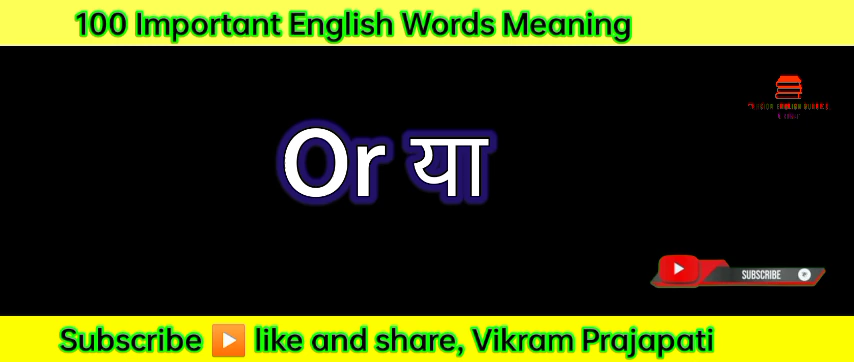 100 Important English Words Meaning
Or या
SUBSCRIBE
Subscribe ▶️ like and share, Vikram Prajapati